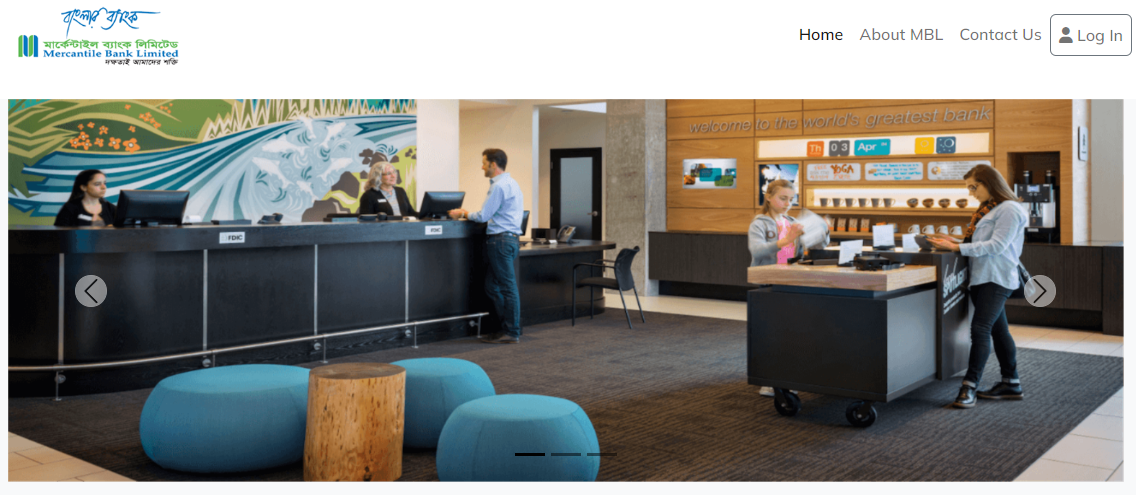 বাংলার ব্যাংক
মার্কেন্টাইল ব্যাংক লিমিটেড
Mercantile Bank Limited
দক্ষতাই আমাদের শক্তি
Home
About MBL
Contact Us
Log In
welcome to the world's greatest bank
Th 03 Apr
YOGA
FDIC
FDIC